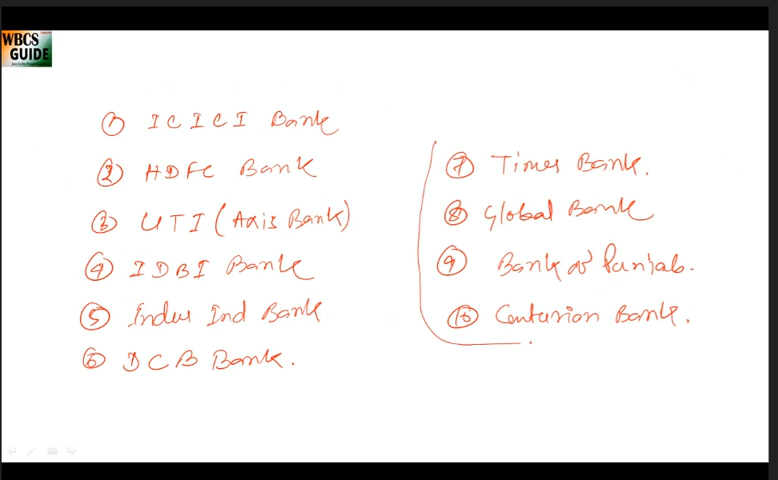 WBCS
GUIDE
① ICICI Bank
② HDFC Bank
③ UTI (Axis Bank)
④ IDBI Bank
⑤ Indus Ind Bank
⑥ DCB Bank.
⑦ Times Bank.
⑧ Global Bank
⑨ Bank of Punjab.
⑩ Centurion Bank.